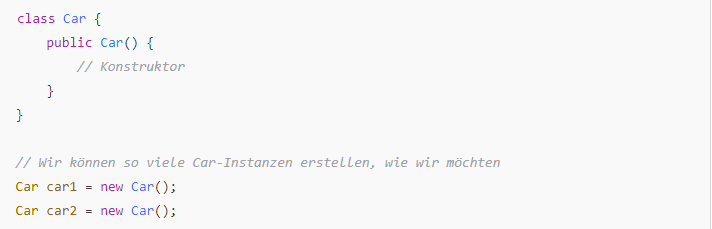 class Car {
    public Car() {
        // Konstruktor
    }
}
// Wir können so viele Car-Instanzen erstellen, wie wir möchten
Car car1 = new Car();
Car car2 = new Car();